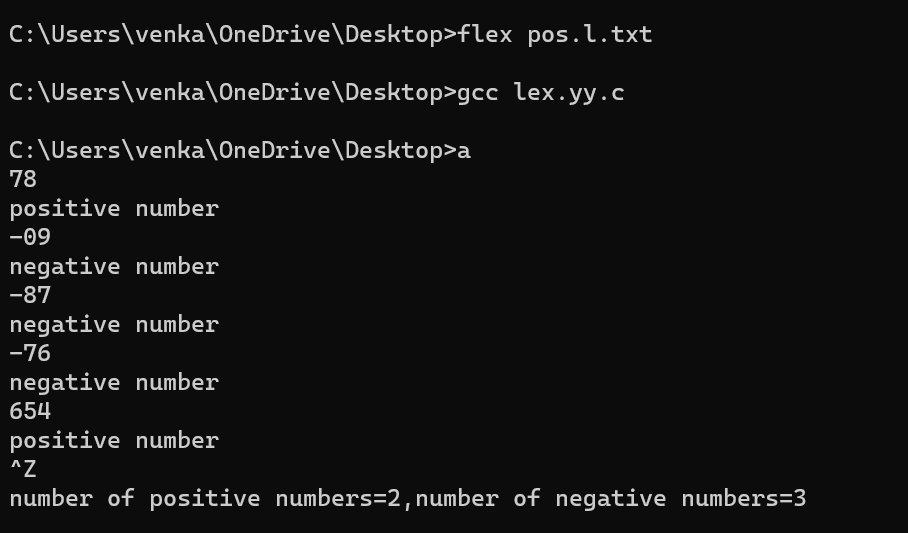 C:\Users\venka\OneDrive\Desktop>flex pos.l.txt
C:\Users\venka\OneDrive\Desktop>gcc lex.yy.c
C:\Users\venka\OneDrive\Desktop>a
78
positive number
-09
negative number
-87
negative number
-76
negative number
654
positive number
^Z
number of positive numbers=2,number of negative numbers=3